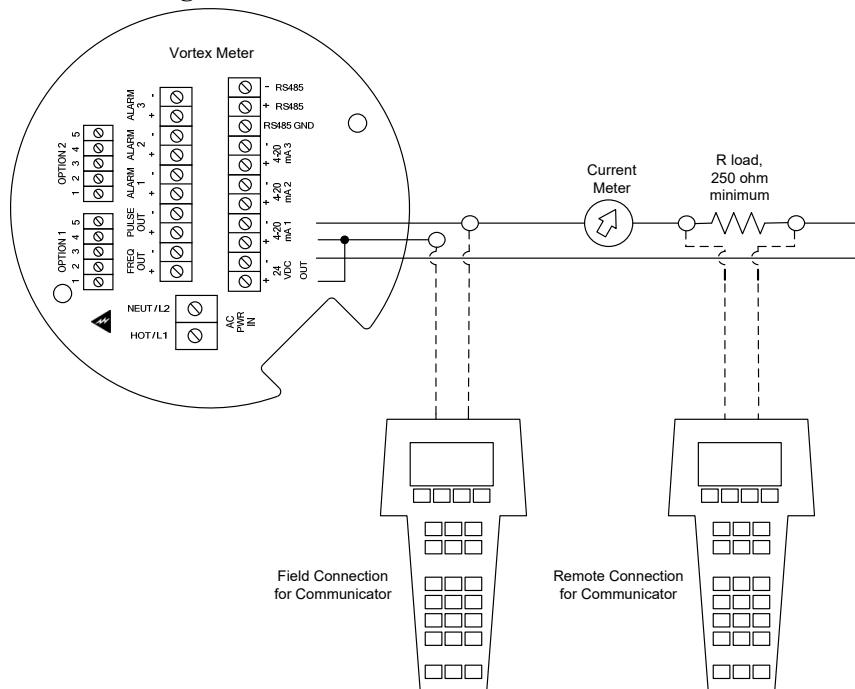 Vortex Meter
- RS485
+ RS485
RS485 GND
- +
4-20
mA 3
- +
4-20
mA 2
- +
4-20
mA 1
- +
24
VDC
OUT
ALARM
3
- +
ALARM
2
- +
ALARM
1
- +
PULSE
OUT
- +
FREQ
OUT
- +
OPTION 2
1 2 3 4 5
OPTION 1
1 2 3 4 5
NEUT/L2
HOT/L1
AC
PWR
IN
Current
Meter
R load,
250 ohm
minimum
Field Connection
for Communicator
Remote Connection
for Communicator